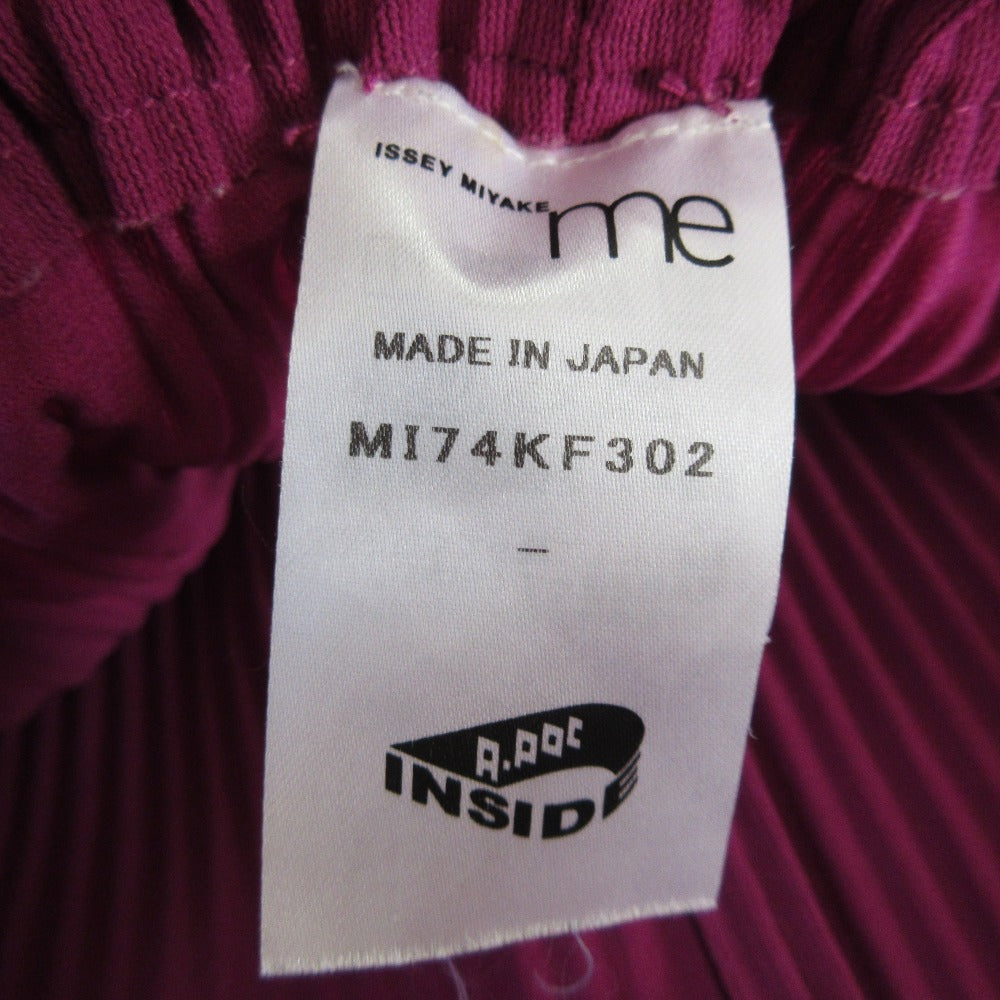 ISSEY MIYAKE me
MADE IN JAPAN
MI74KF302
A.POC
INSIDE